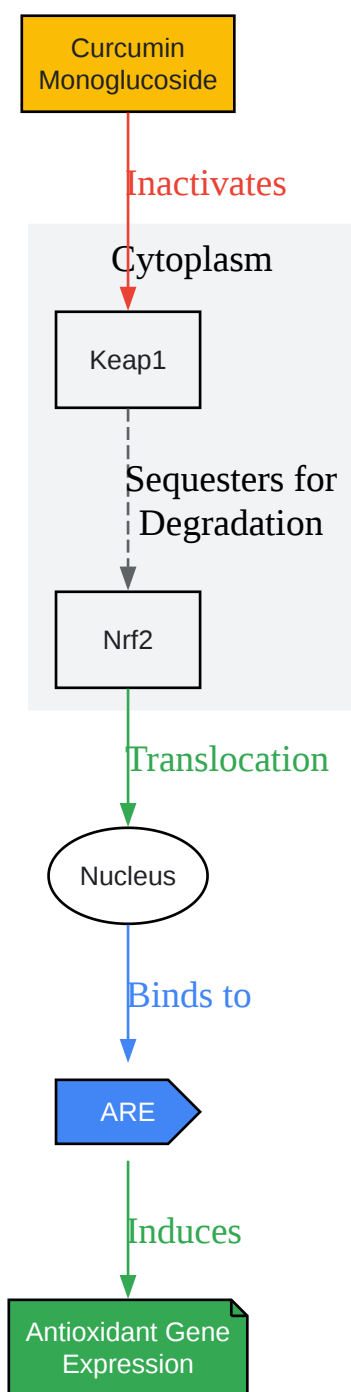 Curcumin
Monoglucoside
Inactivates
Cytoplasm
Keap1
Sequesters for
Degradation
Nrf2
Translocation
Nucleus
Binds to
ARE
Induces
Antioxidant Gene
Expression